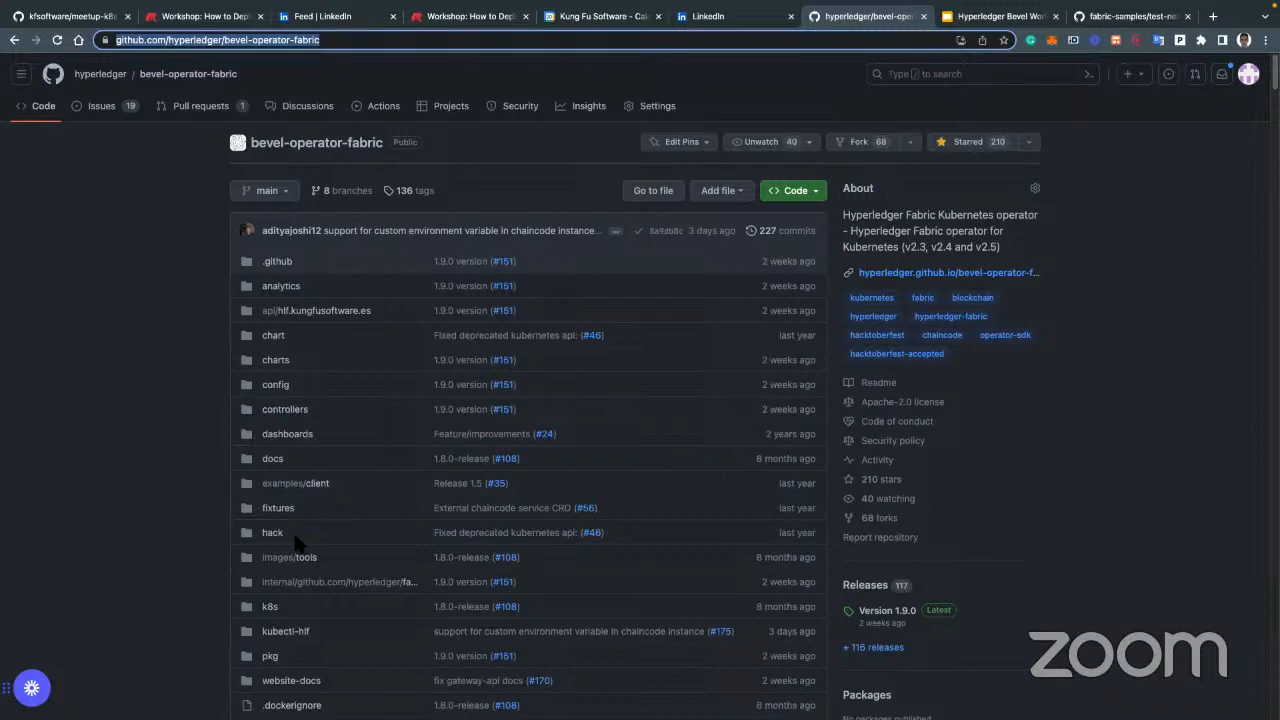 kfsoftware/meetup-k8s
Workshop: How to Depl
Feed | LinkedIn
Workshop: How to Depl
Kung Fu Software - Cal
LinkedIn
hyperledger/bevel-oper
Hyperledger Bevel Wor
fabric-samples/test-ne
github.com/hyperledger/bevel-operator-fabric
hyperledger / bevel-operator-fabric
Type / to search
Code Issues 19 Pull requests 1 Discussions Actions Projects Security Insights Settings
bevel-operator-fabric Public
Edit Pins Unwatch 40 Fork 68 Starred 210
main 8 branches 136 tags Go to file Add file Code
adityajoshi12 support for custom environment variable in chaincode instance... 8a9db8c 3 days ago 227 commits
.github 1.9.0 version (#151) 2 weeks ago
analytics 1.9.0 version (#151) 2 weeks ago
api/hlf.kungfusoftware.es 1.9.0 version (#151) 2 weeks ago
chart Fixed deprecated kubernetes api: (#46) last year
charts 1.9.0 version (#151) 2 weeks ago
config 1.9.0 version (#151) 2 weeks ago
controllers 1.9.0 version (#151) 2 weeks ago
dashboards Feature/improvements (#24) 2 years ago
docs 1.8.0-release (#108) 8 months ago
examples/client Release 1.5 (#35) last year
fixtures External chaincode service CRD (#56) last year
hack Fixed deprecated kubernetes api: (#46) last year
images/tools 1.8.0-release (#108) 8 months ago
internal/github.com/hyperledger/fa... 1.9.0 version (#151) 2 weeks ago
k8s 1.8.0-release (#108) 8 months ago
kubectl-hlf support for custom environment variable in chaincode instance (#175) 3 days ago
pkg 1.9.0 version (#151) 2 weeks ago
website-docs fix gateway-api docs (#170) 2 weeks ago
.dockerignore 1.8.0-release (#108) 8 months ago
About
Hyperledger Fabric Kubernetes operator
- Hyperledger Fabric operator for
Kubernetes (v2.3, v2.4 and v2.5)
hyperledger.github.io/bevel-operator-f...
kubernetes fabric blockchain
hyperledger hyperledger-fabric
hacktoberfest chaincode operator-sdk
hacktoberfest-accepted
Readme
Apache-2.0 license
Code of conduct
Security policy
Activity
210 stars
40 watching
68 forks
Report repository
Releases 117
Version 1.9.0 Latest
2 weeks ago
+ 116 releases
Packages
No packages published
zoom